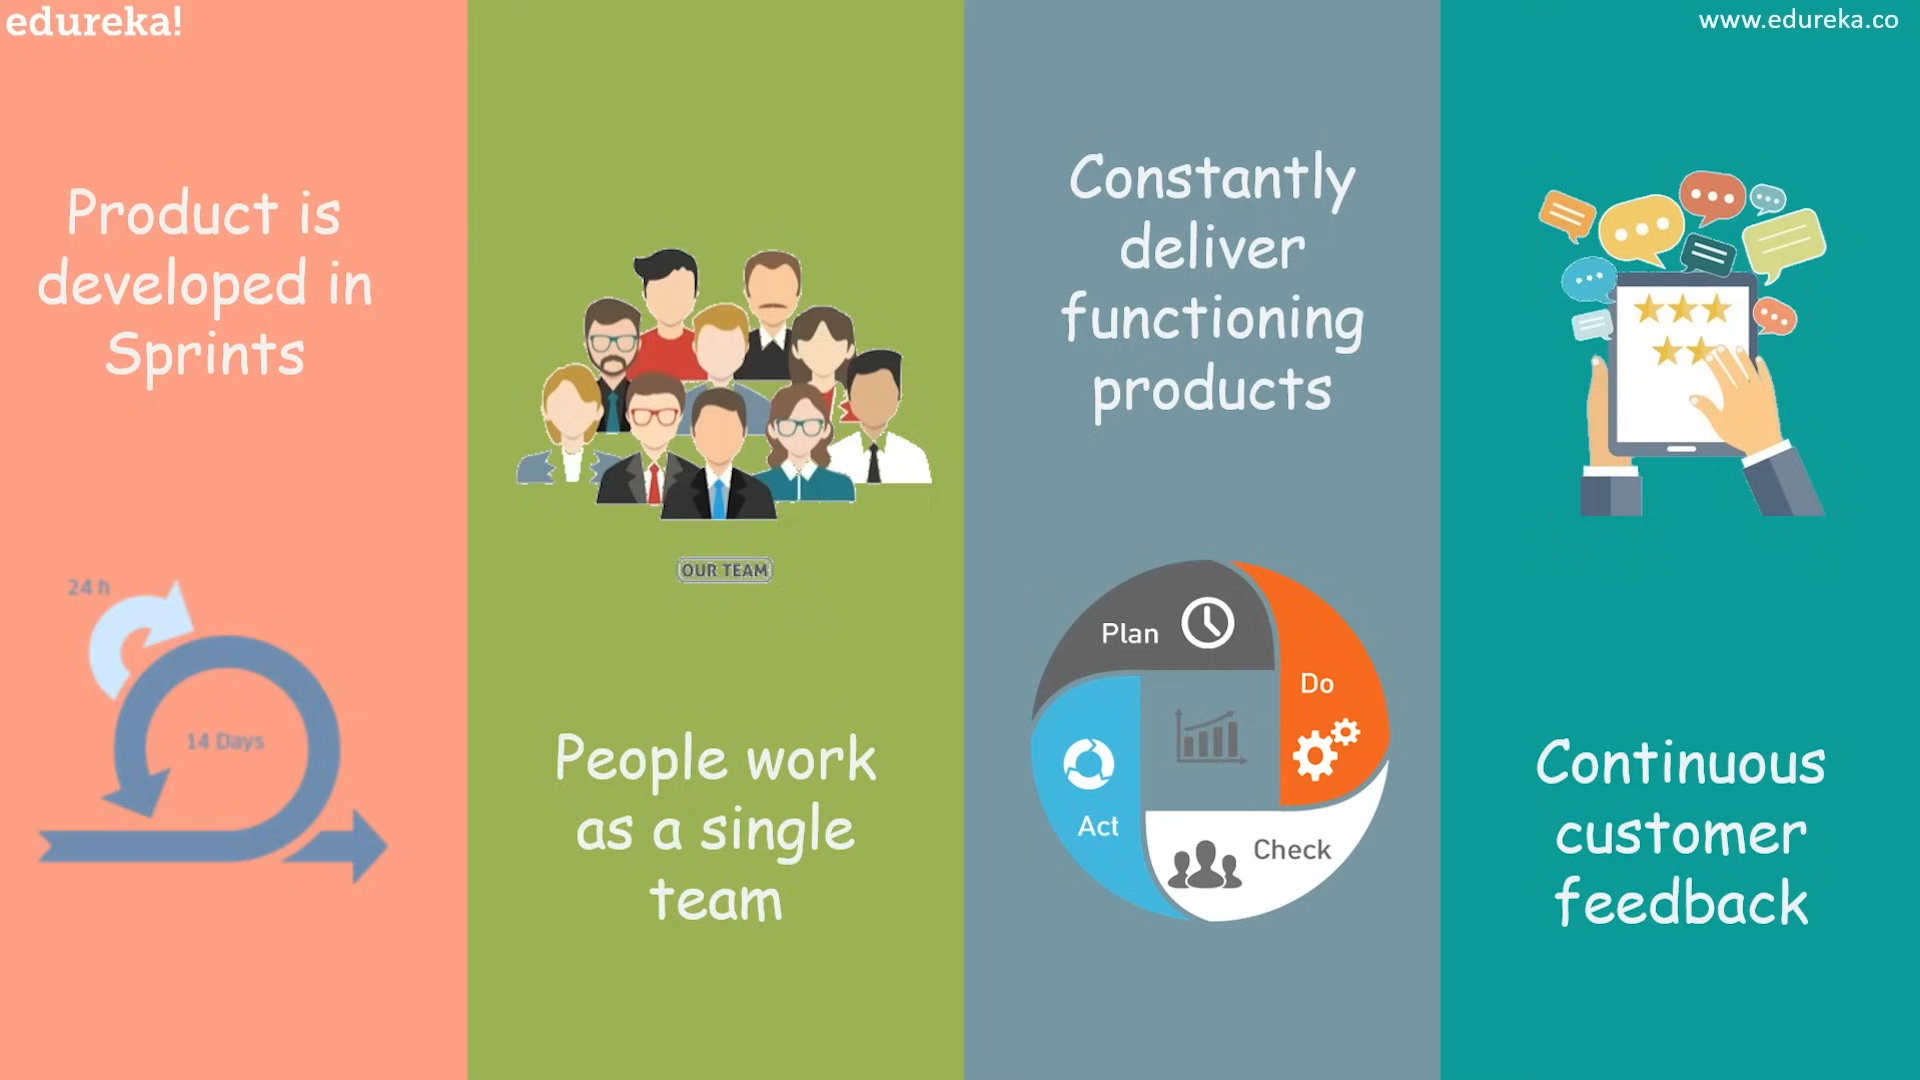 edureka!
www.edureka.co
Product is
developed in
Sprints
24 h
14 Days
OUR TEAM
People work
as a single
team
Constantly
deliver
functioning
products
Plan
Do
Act
Check
Continuous
customer
feedback